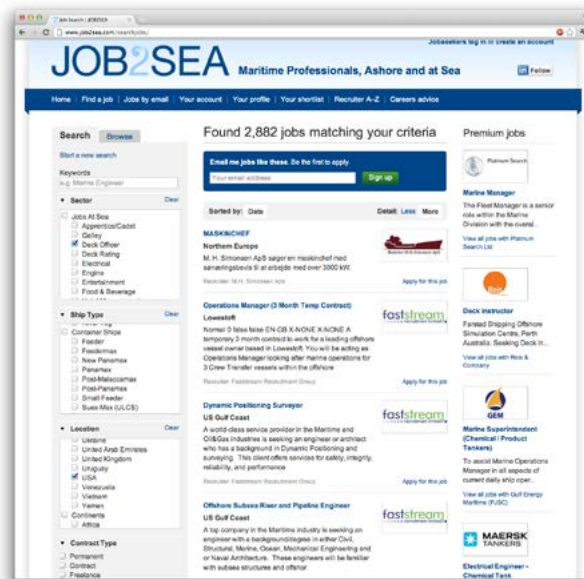 Job Search | JOB2SEA
www.job2sea.com/searchjobs/
Jobseekers log in or create an account
JOB2SEA Maritime Professionals, Ashore and at Sea
Follow
Home Find a job Jobs by email Your account Your profile Your shortlist Recruiter A-Z Careers advice
Search Browse
Start a new search
Keywords
e.g. Marine Engineer
Sector Clear
Jobs At Sea
Apprentice/Cadet
Galley
Deck Officer
Deck Rating
Electrical
Engine
Entertainment
Food & Beverage
Ship Type Clear
Container Ships
Feeder
Feedermax
New Panamax
Panamax
Post-Malaccamax
Post-Panamax
Small Feeder
Suex Max (ULCS)
Location Clear
Ukraine
United Arab Emirates
United Kingdom
Uruguay
USA
Venezuela
Vietnam
Yemen
Continents
Africa
Contract Type
Permanent
Contract
Freelance
Found 2,882 jobs matching your criteria
Email me jobs like these. Be the first to apply.
Your email address Sign up
Sorted by: Date Detail: Less More
MASKINCHEF
Northern Europe
M. H. Simonsen ApS søger en maskinchef med
sønæringsbevis til at arbejde med over 3000 kW.
Recruiter: M.H. Simonsen Aps Apply for this job
Operations Manager (3 Month Temp Contract)
Lowestoft
faststream
Normal 0 false false EN-GB X-NONE X-NONE A
temporary 3 month contract to work for a leading offshore
vessel owner based in Lowestoft. You will be acting as
Operations Manager looking after marine operations for
3 Crew Transfer vessels within the offshore
Recruiter: Faststream Recruitment Group Apply for this job
Dynamic Positioning Surveyor
US Gulf Coast
faststream
A world-class service provider in the Maritime and
Oil&Gas industries is seeking an engineer or architect
who has a background in Dynamic Positioning and
surveying. This client offers services for safety, integrity,
reliability, and performance
Recruiter: Faststream Recruitment Group Apply for this job
Offshore Subsea Riser and Pipeline Engineer
US Gulf Coast
faststream
A top company in the Maritime industry is seeking an
engineer with a background/degree in either Civil,
Structural, Marine, Ocean, Mechanical Engineering and
or Naval Architecture. These engineers will be familiar
with subsea structures and offshore
Premium jobs
Platinum Search
Marine Manager
The Fleet Manager is a senior
role within the Marine
Division with the overal...
View all jobs with Platinum
Search Ltd
Deck Instructor
Farstad Shipping Offshore
Simulation Centre, Perth
Australia. Seeking Deck In...
View all jobs with Rose &
Company
GEM
Marine Superintendent
(Chemical / Product
Tankers)
To assist Marine Operations
Manager in all aspects of
current daily ship oper...
View all jobs with Gulf Energy
Maritime (PJSC)
MAERSK
TANKERS
Electrical Engineer -
Chemical Tank